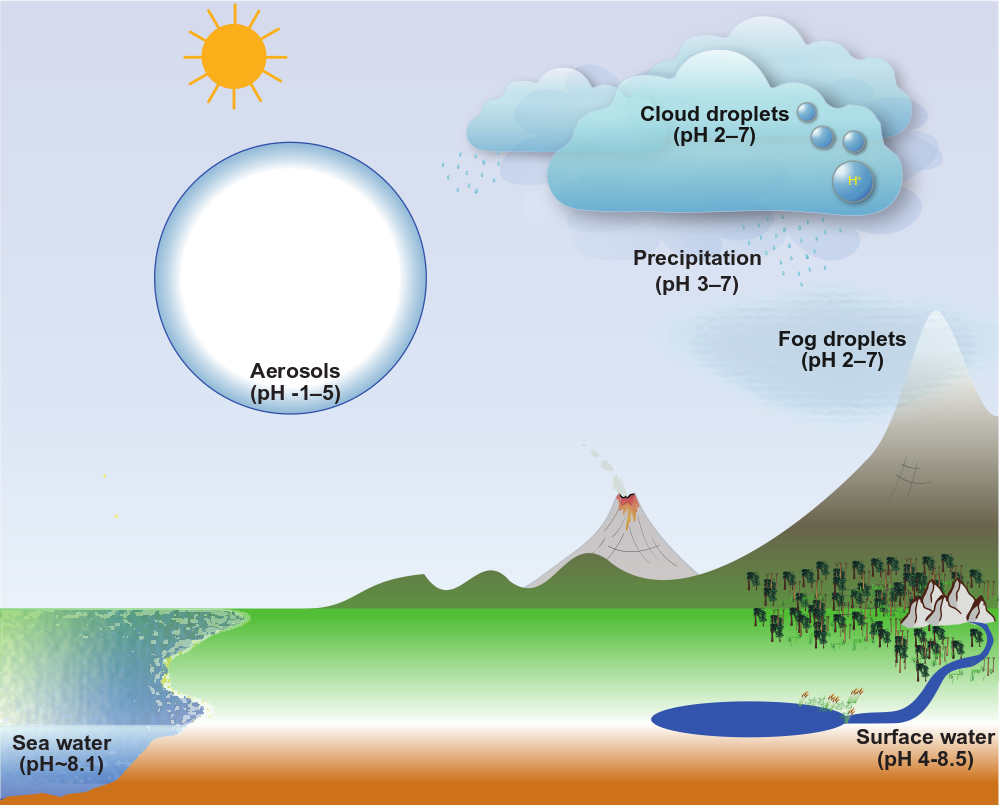 Cloud droplets
(pH 2–7)
H⁺
Precipitation
(pH 3–7)
Fog droplets
(pH 2–7)
Aerosols
(pH -1–5)
Surface water
(pH 4-8.5)
Sea water
(pH~8.1)